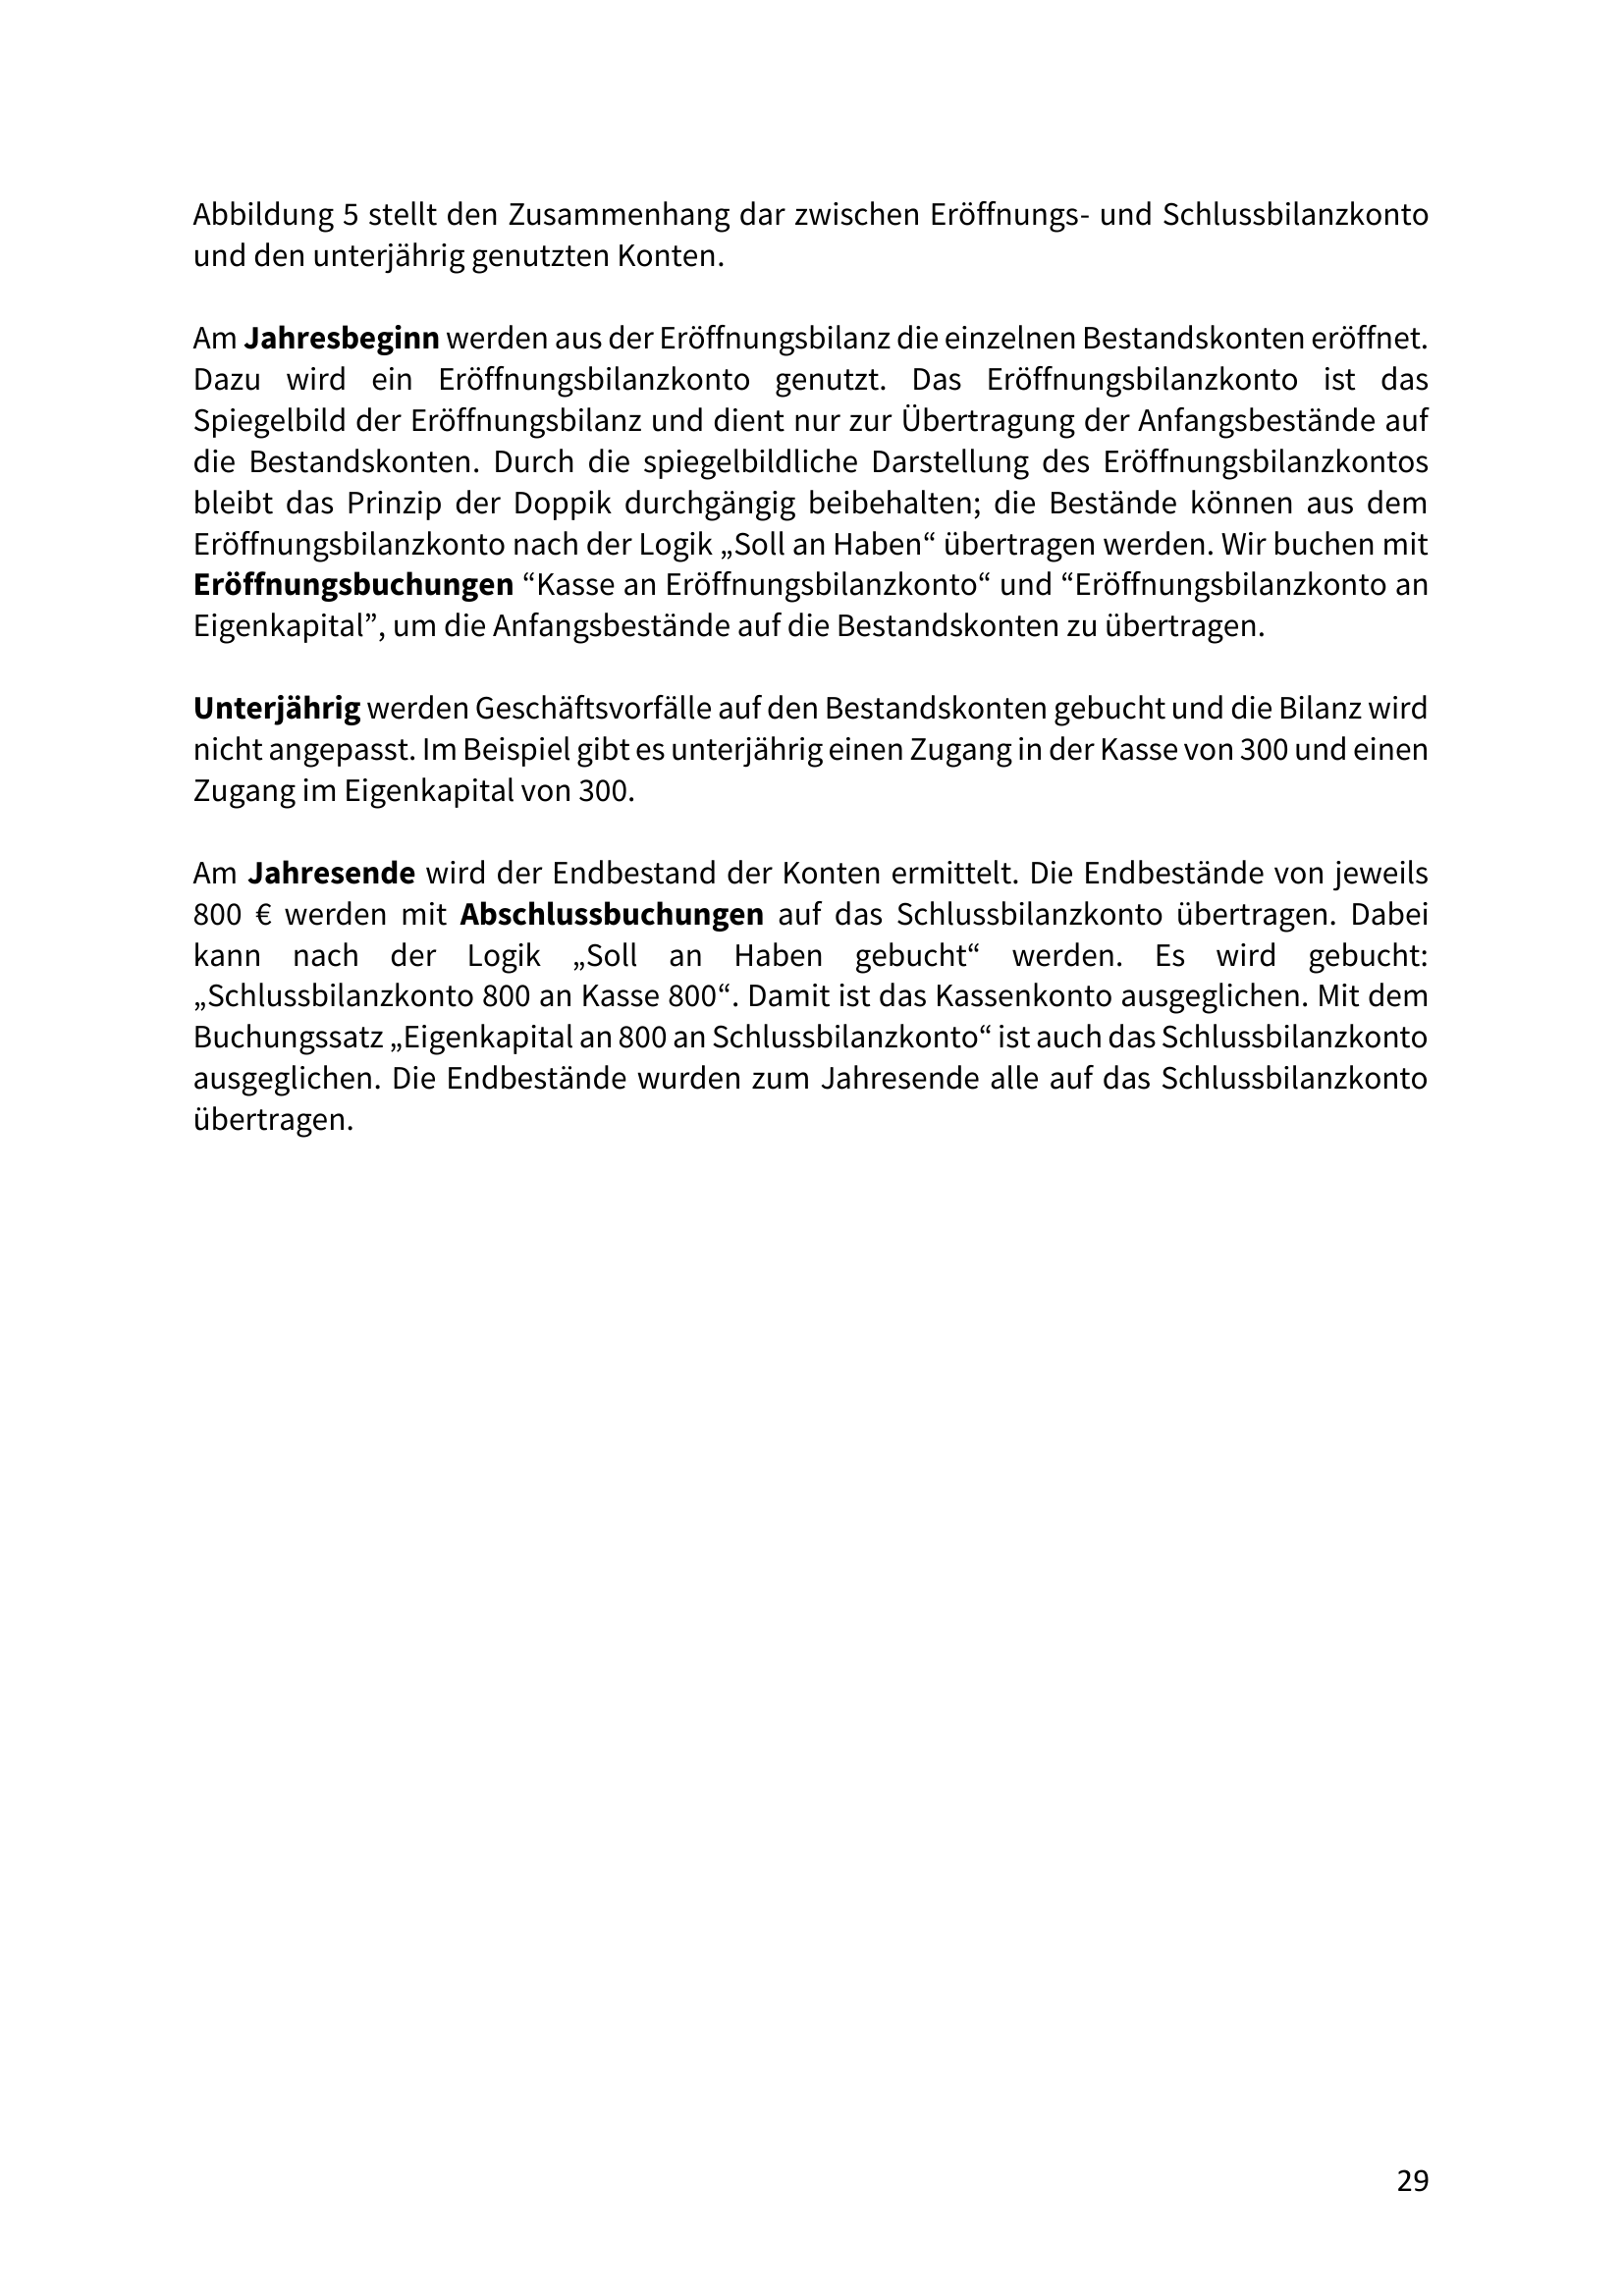 Abbildung 5 stellt den Zusammenhang dar zwischen Eröffnungs- und Schlussbilanzkonto
und den unterjährig genutzten Konten.
Am Jahresbeginn werden aus der Eröffnungsbilanz die einzelnen Bestandskonten eröffnet.
Dazu wird ein Eröffnungsbilanzkonto genutzt. Das Eröffnungsbilanzkonto ist das
Spiegelbild der Eröffnungsbilanz und dient nur zur Übertragung der Anfangsbestände auf
die Bestandskonten. Durch die spiegelbildliche Darstellung des Eröffnungsbilanzkontos
bleibt das Prinzip der Doppik durchgängig beibehalten; die Bestände können aus dem
Eröffnungsbilanzkonto nach der Logik „Soll an Haben“ übertragen werden. Wir buchen mit
Eröffnungsbuchungen “Kasse an Eröffnungsbilanzkonto“ und “Eröffnungsbilanzkonto an
Eigenkapital”, um die Anfangsbestände auf die Bestandskonten zu übertragen.
Unterjährig werden Geschäftsvorfälle auf den Bestandskonten gebucht und die Bilanz wird
nicht angepasst. Im Beispiel gibt es unterjährig einen Zugang in der Kasse von 300 und einen
Zugang im Eigenkapital von 300.
Am Jahresende wird der Endbestand der Konten ermittelt. Die Endbestände von jeweils
800 € werden mit Abschlussbuchungen auf das Schlussbilanzkonto übertragen. Dabei
kann nach der Logik „Soll an Haben gebucht“ werden. Es wird gebucht:
„Schlussbilanzkonto 800 an Kasse 800“. Damit ist das Kassenkonto ausgeglichen. Mit dem
Buchungssatz „Eigenkapital an 800 an Schlussbilanzkonto“ ist auch das Schlussbilanzkonto
ausgeglichen. Die Endbestände wurden zum Jahresende alle auf das Schlussbilanzkonto
übertragen.
29